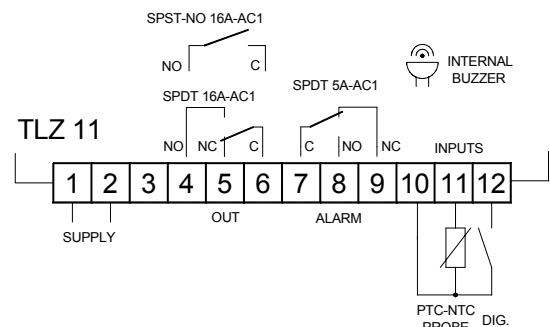 SPST-NO 16A-AC1
NO C
INTERNAL
BUZZER
SPDT 16A-AC1
SPDT 5A-AC1
TLZ 11
NO NC C C NO NC
INPUTS
1 2 3 4 5 6 7 8 9 10 11 12
SUPPLY
OUT
ALARM
PTC-NTC
PROBE DIG.